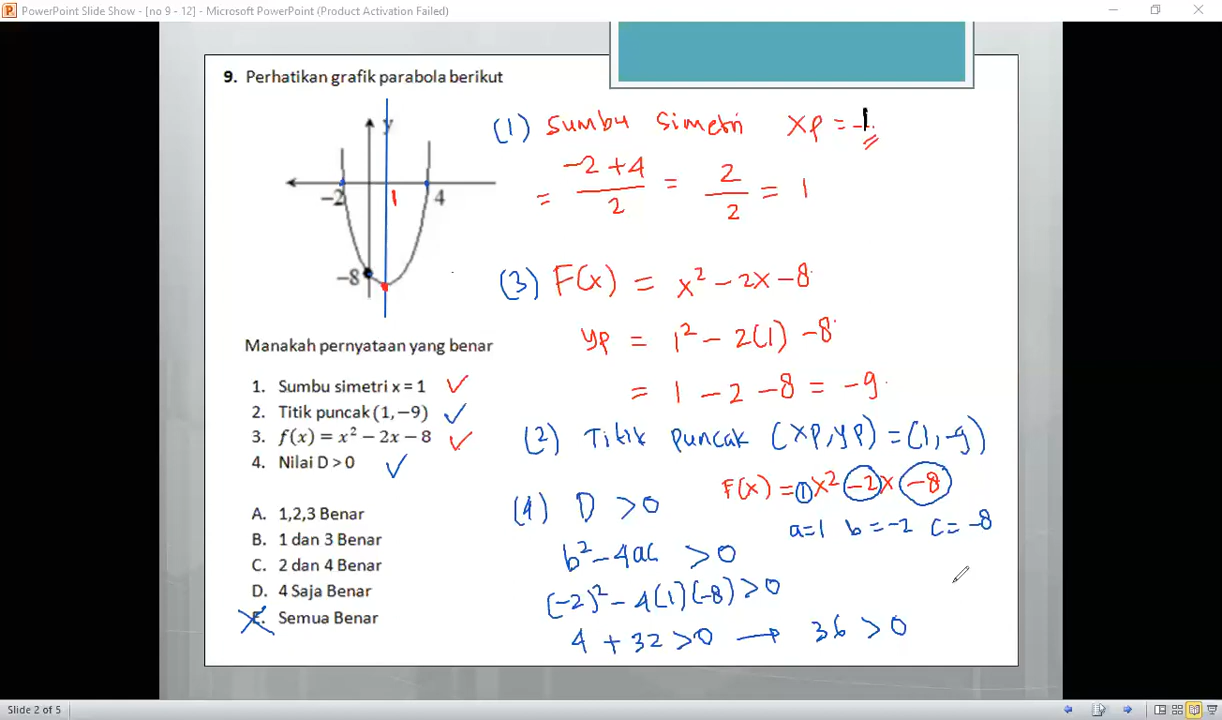 PowerPoint Slide Show - [no 9 - 12] - Microsoft PowerPoint (Product Activation Failed)
9. Perhatikan grafik parabola berikut
y
−2
1
4
−8
Manakah pernyataan yang benar
1. Sumbu simetri x = 1 ✓
2. Titik puncak (1, −9) ✓
3. f(x) = x² − 2x − 8 ✓
4. Nilai D > 0 ✓
A. 1,2,3 Benar
B. 1 dan 3 Benar
C. 2 dan 4 Benar
D. 4 Saja Benar
E. Semua Benar
(1) Sumbu Simetri xp = 1
= (−2 + 4)/2 = 2/2 = 1
(3) F(x) = x² − 2x − 8
yp = 1² − 2(1) − 8
= 1 − 2 − 8 = −9
(2) Titik Puncak (xp, yp) = (1, −9)
F(x) = 1x² −2x −8
a=1 b=−2 c=−8
(4) D > 0
b² − 4ac > 0
(−2)² − 4(1)(−8) > 0
4 + 32 > 0 → 36 > 0
Slide 2 of 5